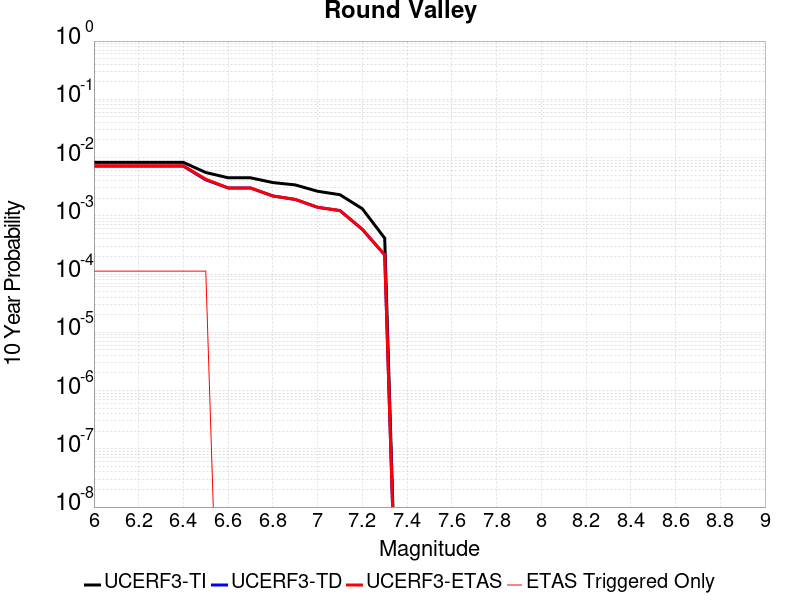 Round Valley
10 0
10 -1
10 -2
10 -3
10 -4
10 -5
10 -6
10 -7
10 -8
10 Year Probability
6 6.2 6.4 6.6 6.8 7 7.2 7.4 7.6 7.8 8 8.2 8.4 8.6 8.8 9
Magnitude
UCERF3-TI UCERF3-TD UCERF3-ETAS ETAS Triggered Only